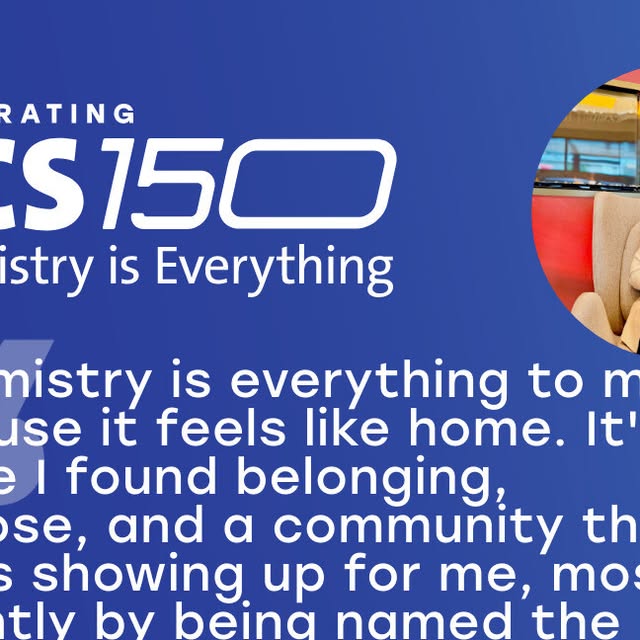 RATING
CS150
istry is Everything
mistry is everything to m
use it feels like home. It'
e I found belonging,
ose, and a community th
s showing up for me, mos
ntly by being named the